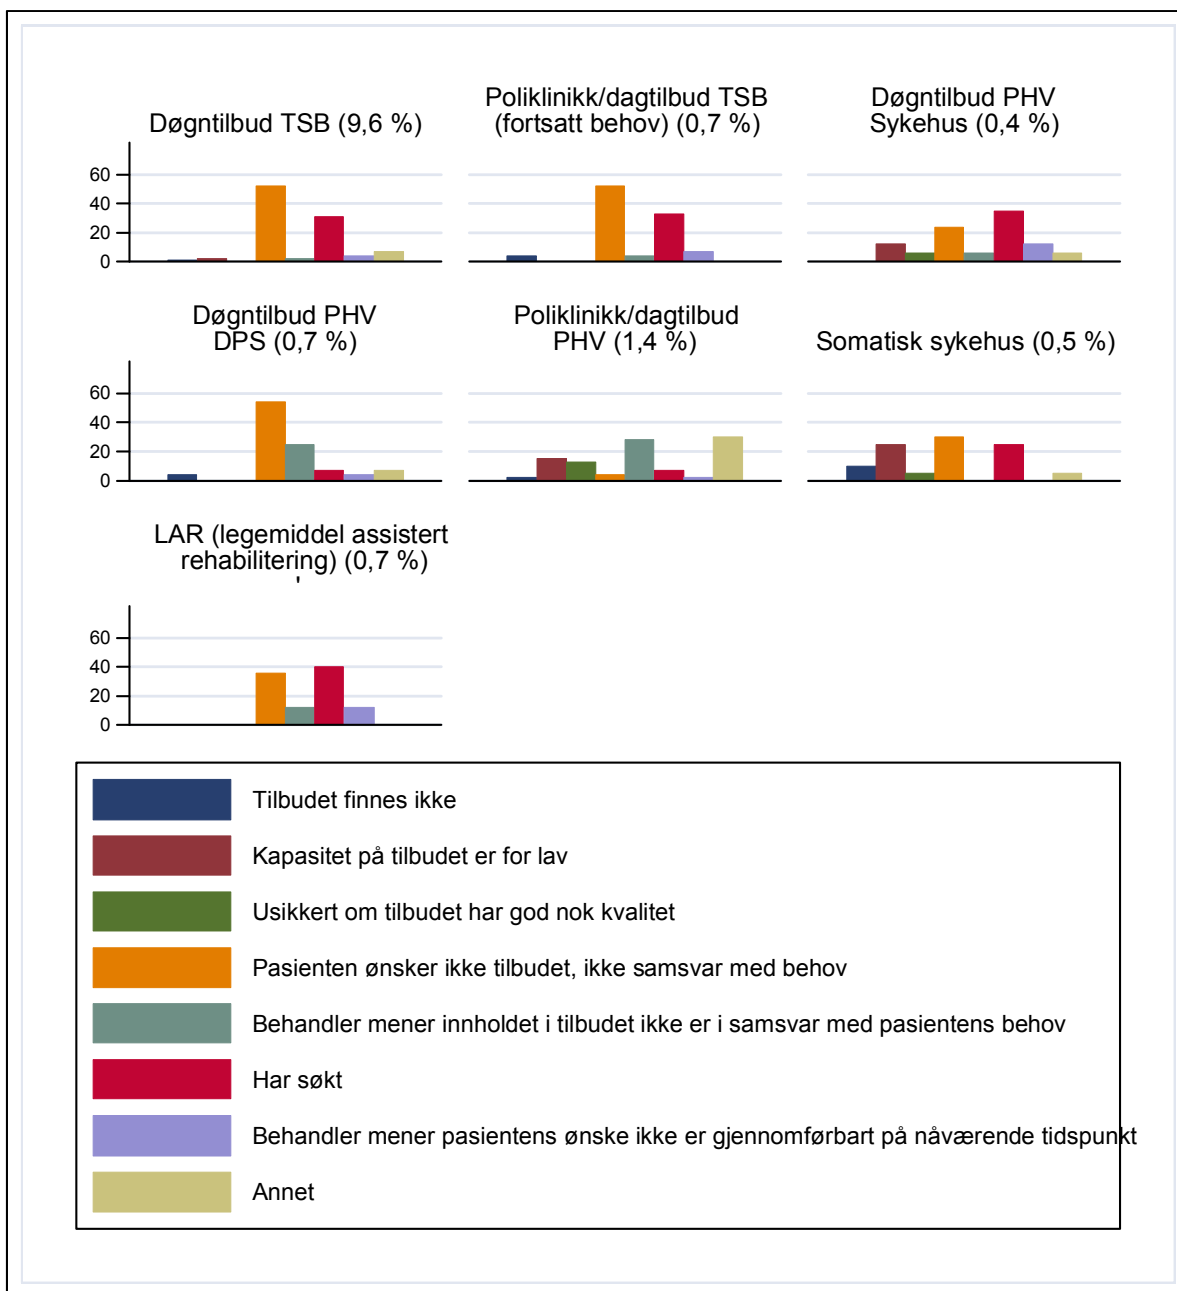 Døgntilbud TSB (9,6 %)
Poliklinikk/dagtilbud TSB
(fortsatt behov) (0,7 %)
Døgntilbud PHV
Sykehus (0,4 %)
60
40
20
0
Døgntilbud PHV
DPS (0,7 %)
Poliklinikk/dagtilbud
PHV (1,4 %)
Somatisk sykehus (0,5 %)
60
40
20
0
LAR (legemiddel assistert
rehabilitering) (0,7 %)
60
40
20
0
Tilbudet finnes ikke
Kapasitet på tilbudet er for lav
Usikkert om tilbudet har god nok kvalitet
Pasienten ønsker ikke tilbudet, ikke samsvar med behov
Behandler mener innholdet i tilbudet ikke er i samsvar med pasientens behov
Har søkt
Behandler mener pasientens ønske ikke er gjennomførbart på nåværende tidspunkt
Annet